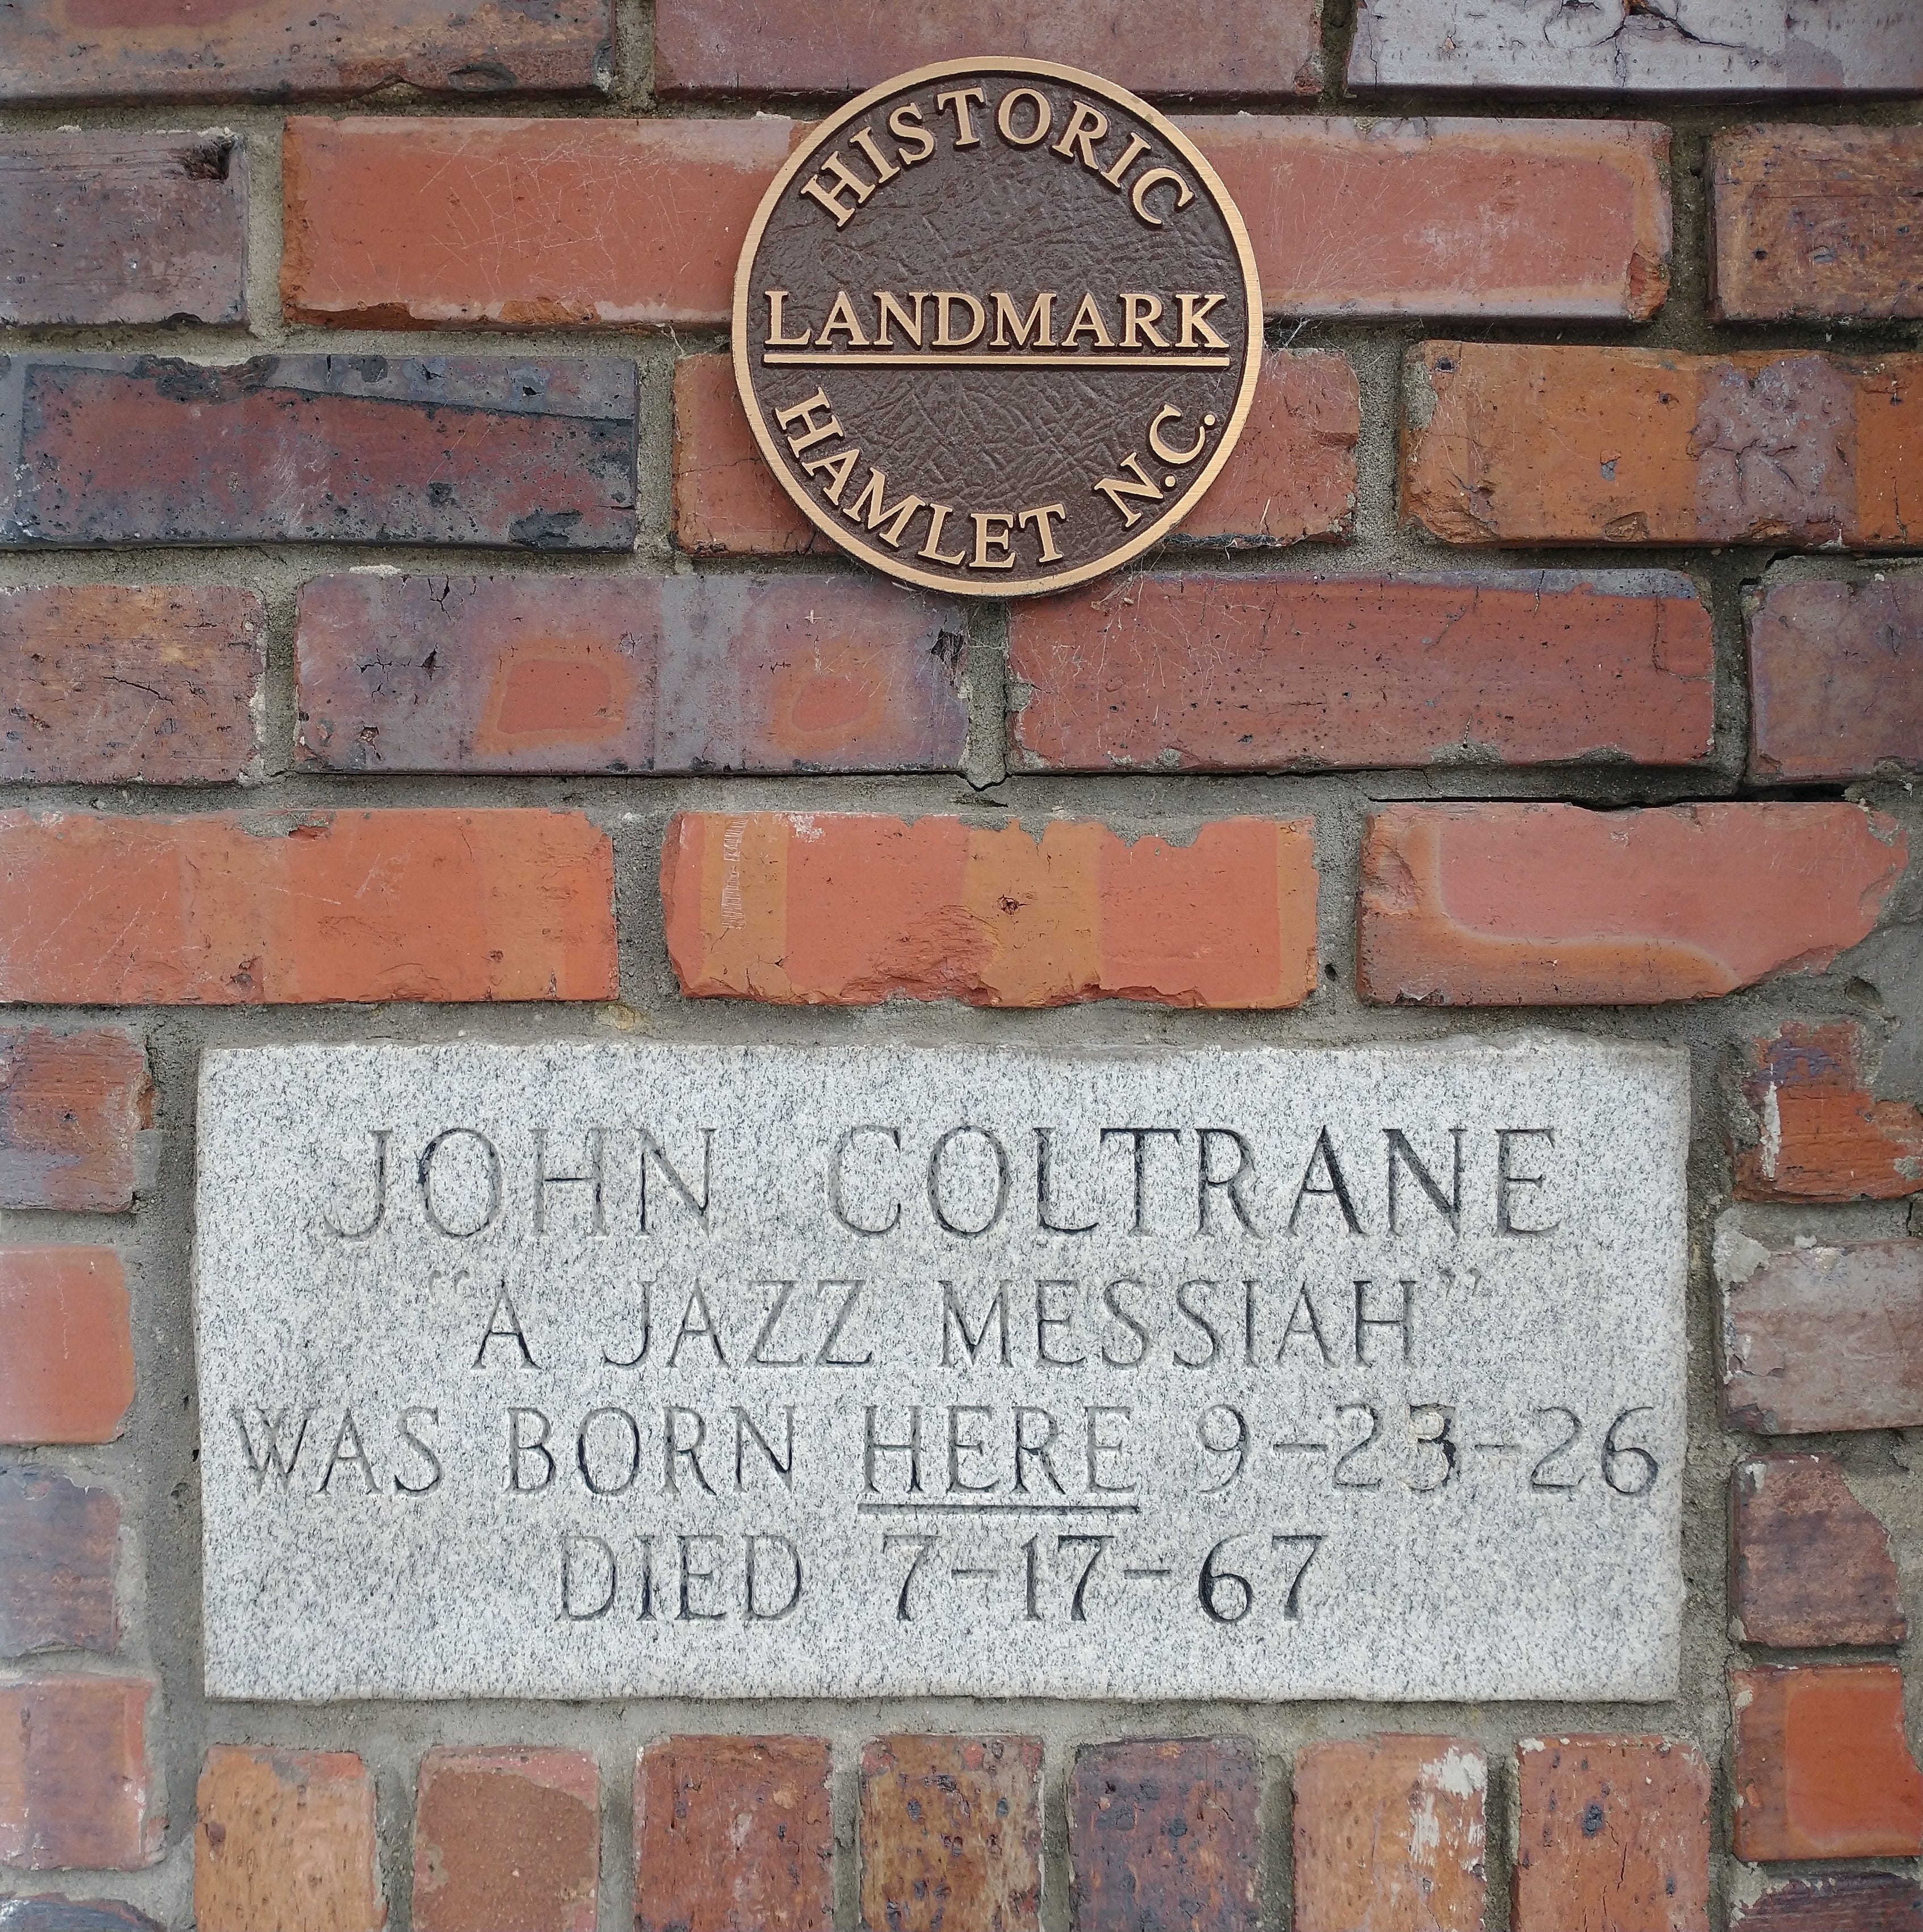 HISTORIC
LANDMARK
HAMLET N.C.
JOHN COLTRANE
“A JAZZ MESSIAH”
WAS BORN HERE 9-23-26
DIED 7-17-67